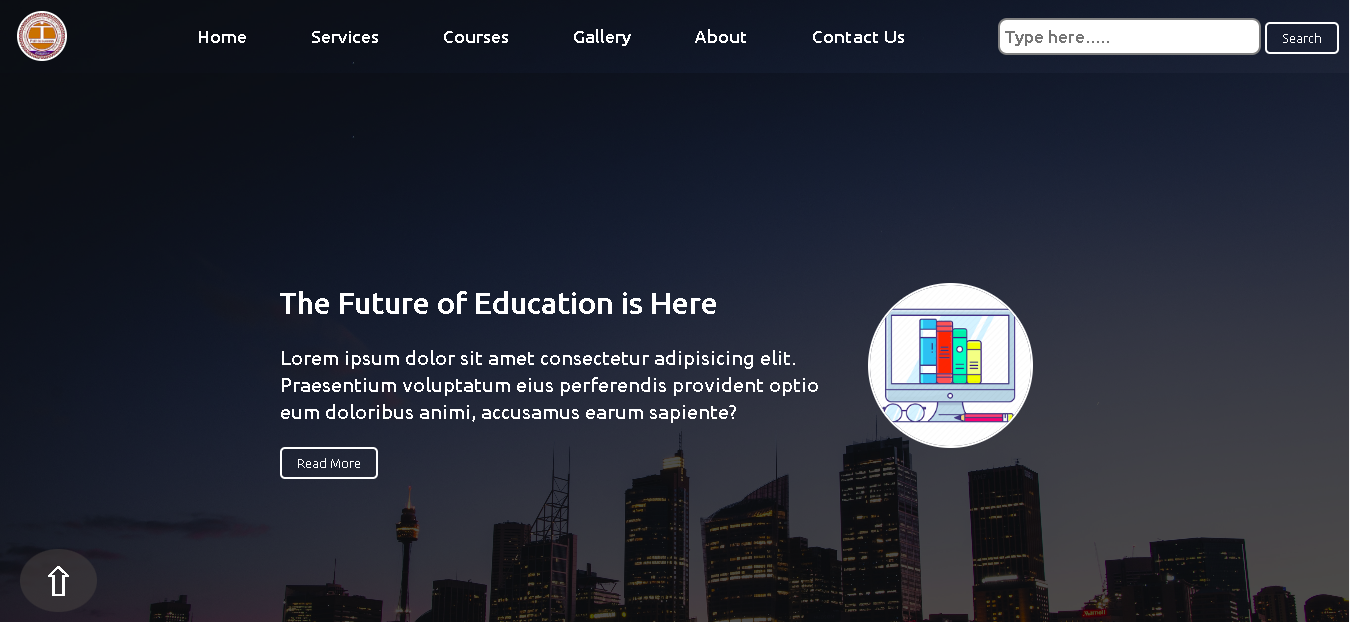 Home Services Courses Gallery About Contact Us Type here..... Search
The Future of Education is Here
Lorem ipsum dolor sit amet consectetur adipisicing elit.
Praesentium voluptatum eius perferendis provident optio
eum doloribus animi, accusamus earum sapiente?
Read More